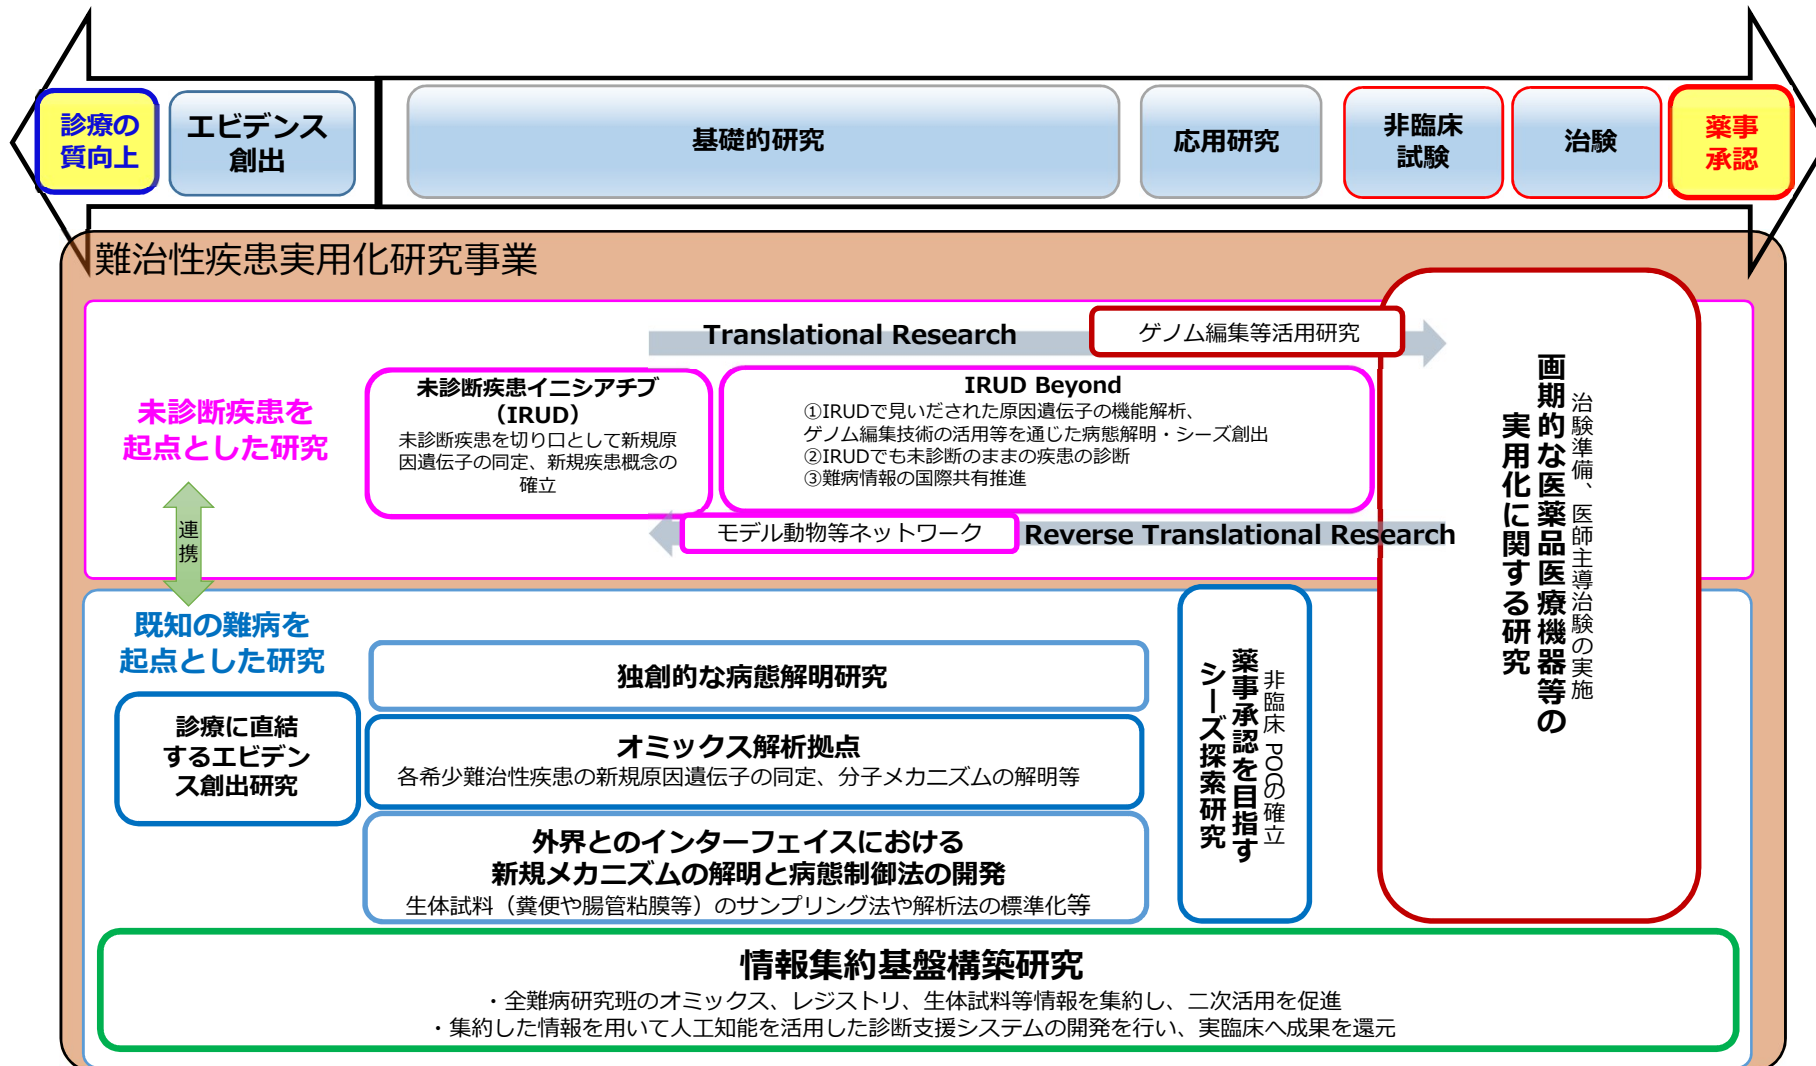 診療の
質向上
エビデンス
創出
基礎的研究
応用研究
非臨床
試験
治験
薬事
承認
難治性疾患実用化研究事業
Translational Research
ゲノム編集等活用研究
未診断疾患を
起点とした研究
未診断疾患イニシアチブ
（IRUD）
未診断疾患を切り口として新規原
因遺伝子の同定、新規疾患概念の
確立
IRUD Beyond
①IRUDで見いだされた原因遺伝子の機能解析、
ゲノム編集技術の活用等を通じた病態解明・シーズ創出
②IRUDでも未診断のままの疾患の診断
③難病情報の国際共有推進
モデル動物等ネットワーク
Reverse Translational Research
連
携
画期的な医薬品医療機器等の
実用化に関する研究
治験準備、医師主導治験の実施
既知の難病を
起点とした研究
診療に直結
するエビデン
ス創出研究
独創的な病態解明研究
オミックス解析拠点
各希少難治性疾患の新規原因遺伝子の同定、分子メカニズムの解明等
外界とのインターフェイスにおける
新規メカニズムの解明と病態制御法の開発
生体試料（糞便や腸管粘膜等）のサンプリング法や解析法の標準化等
薬事承認を目指す
シーズ探索研究
非臨床 POCの確立
情報集約基盤構築研究
・全難病研究班のオミックス、レジストリ、生体試料等情報を集約し、二次活用を促進
・集約した情報を用いて人工知能を活用した診断支援システムの開発を行い、実臨床へ成果を還元